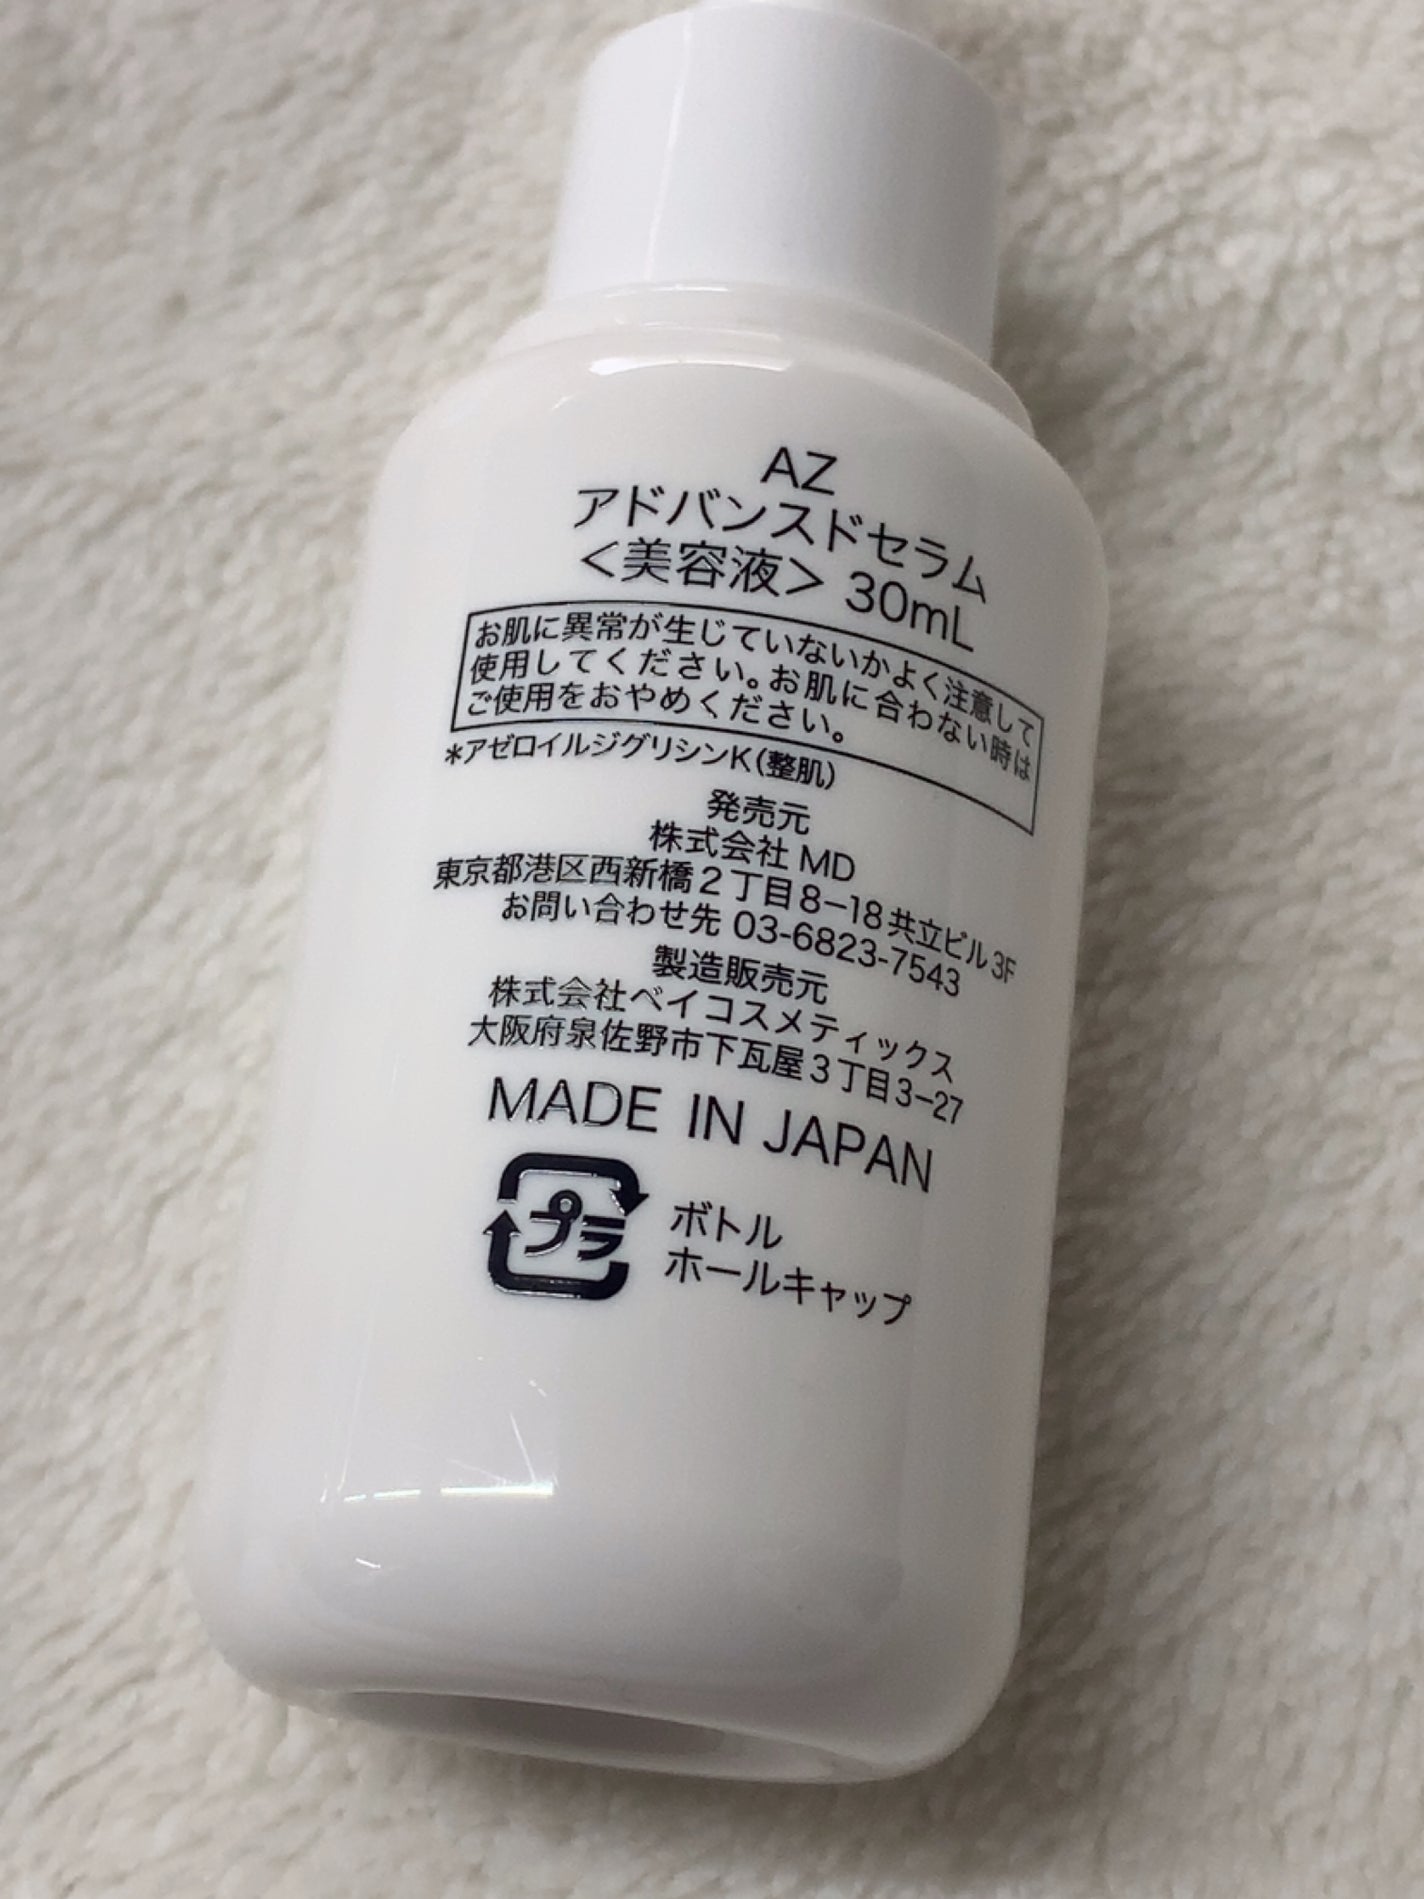 AZ
アドバンスドセラム
＜美容液＞ 30mL
お肌に異常が生じていないかよく注意して
使用してください。お肌に合わない時は
ご使用をおやめください。
*アゼロイルジグリシンK(整肌)
発売元
株式会社 MD
東京都港区西新橋２丁目8−18共立ビル3F
お問い合わせ先 03-6823-7543
製造販売元
株式会社ベイコスメティックス
大阪府泉佐野市下瓦屋３丁目3−27
MADE IN JAPAN
プラ
ボトル
ホールキャップ